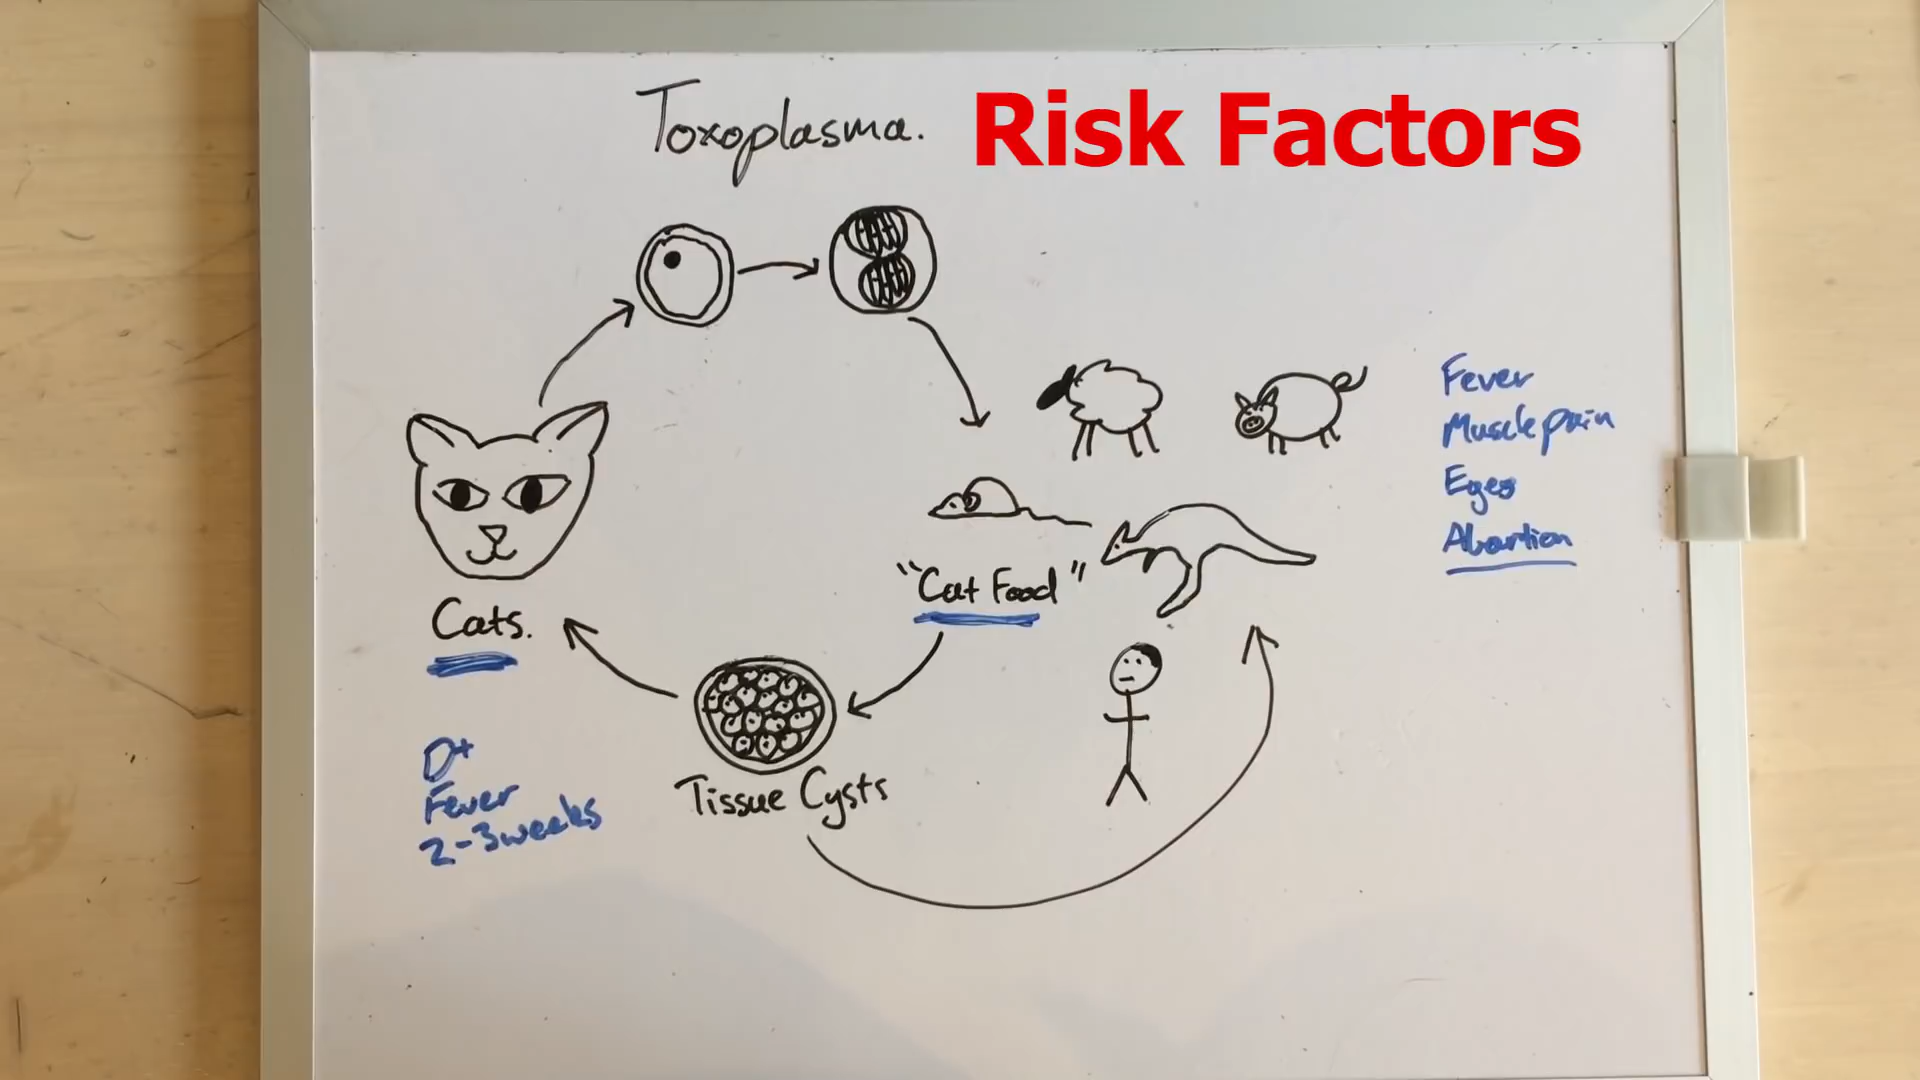 Toxoplasma. Risk Factors
Fever
Muscle pain
Eyes
Abortion
"Cat Food"
Cats.
D+
Fever
2-3 weeks
Tissue Cysts